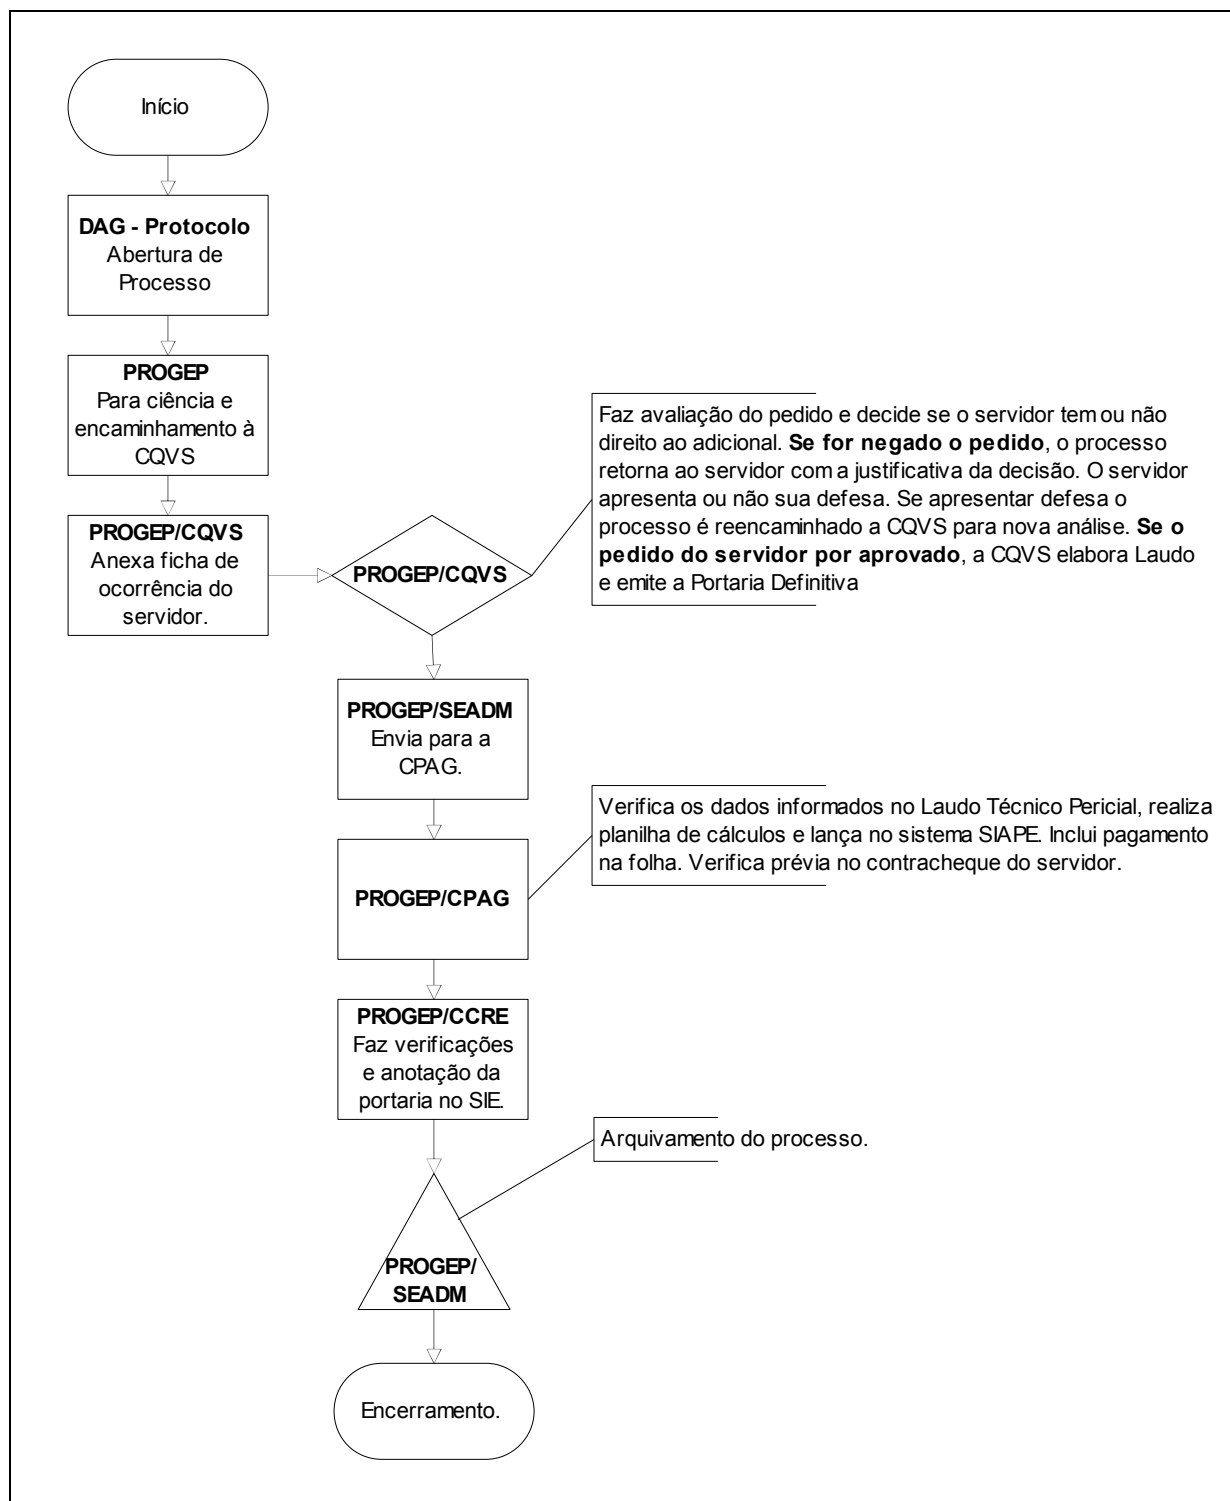 Início
DAG - Protocolo
Abertura de
Processo
PROGEP
Para ciência e
encaminhamento à
CQVS
PROGEP/CQVS
Anexa ficha de
ocorrência do
servidor.
PROGEP/CQVS
Faz avaliação do pedido e decide se o servidor tem ou não
direito ao adicional. Se for negado o pedido, o processo
retorna ao servidor com a justificativa da decisão. O servidor
apresenta ou não sua defesa. Se apresentar defesa o
processo é reencaminhado a CQVS para nova análise. Se o
pedido do servidor por aprovado, a CQVS elabora Laudo
e emite a Portaria Definitiva
PROGEP/SEADM
Envia para a
CPAG.
PROGEP/CPAG
Verifica os dados informados no Laudo Técnico Pericial, realiza
planilha de cálculos e lança no sistema SIAPE. Inclui pagamento
na folha. Verifica prévia no contracheque do servidor.
PROGEP/CCRE
Faz verificações
e anotação da
portaria no SIE.
Arquivamento do processo.
PROGEP/
SEADM
Encerramento.